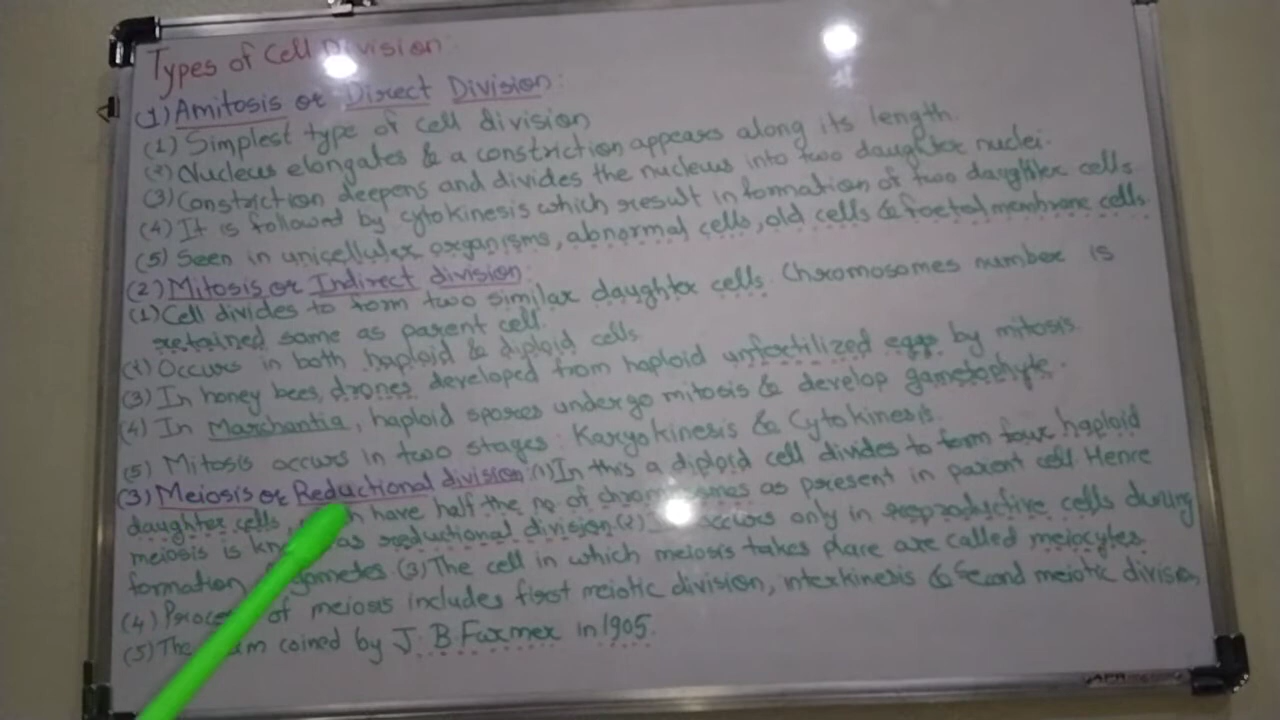 Types of Cell Division:
(1) Amitosis or Direct Division:
(1) Simplest type of cell division
(2) Nucleus elongates & a constriction appears along its length.
(3) Constriction deepens and divides the nucleus into two daughter nuclei.
(4) It is followed by cytokinesis which result in formation of two daughter cells
(5) Seen in unicellular organisms, abnormal cells, old cells & foetal membrane cells.
(2) Mitosis or Indirect division:
(1) Cell divides to form two similar daughter cells. Chromosomes number is
retained same as parent cell.
(2) Occurs in both haploid & diploid cells.
(3) In honey bees, drones developed from haploid unfertilized eggs by mitosis.
(4) In Marchantia, haploid spores undergo mitosis & develop gametophyte.
(5) Mitosis occurs in two stages: Karyokinesis & Cytokinesis.
(3) Meiosis or Reductional division: (1) In this a diploid cell divides to form four haploid
daughter cells, have half the no of chromosomes as present in parent cell Hence
meiosis is as reductional division (2) occurs only in reproductive cells during
formation gametes. (3) The cell in which meiosis takes place are called meiocytes
(4) Process of meiosis includes first meiotic division, interkinesis & Second meiotic division
(5) The coined by J. B. Farmer in 1905.